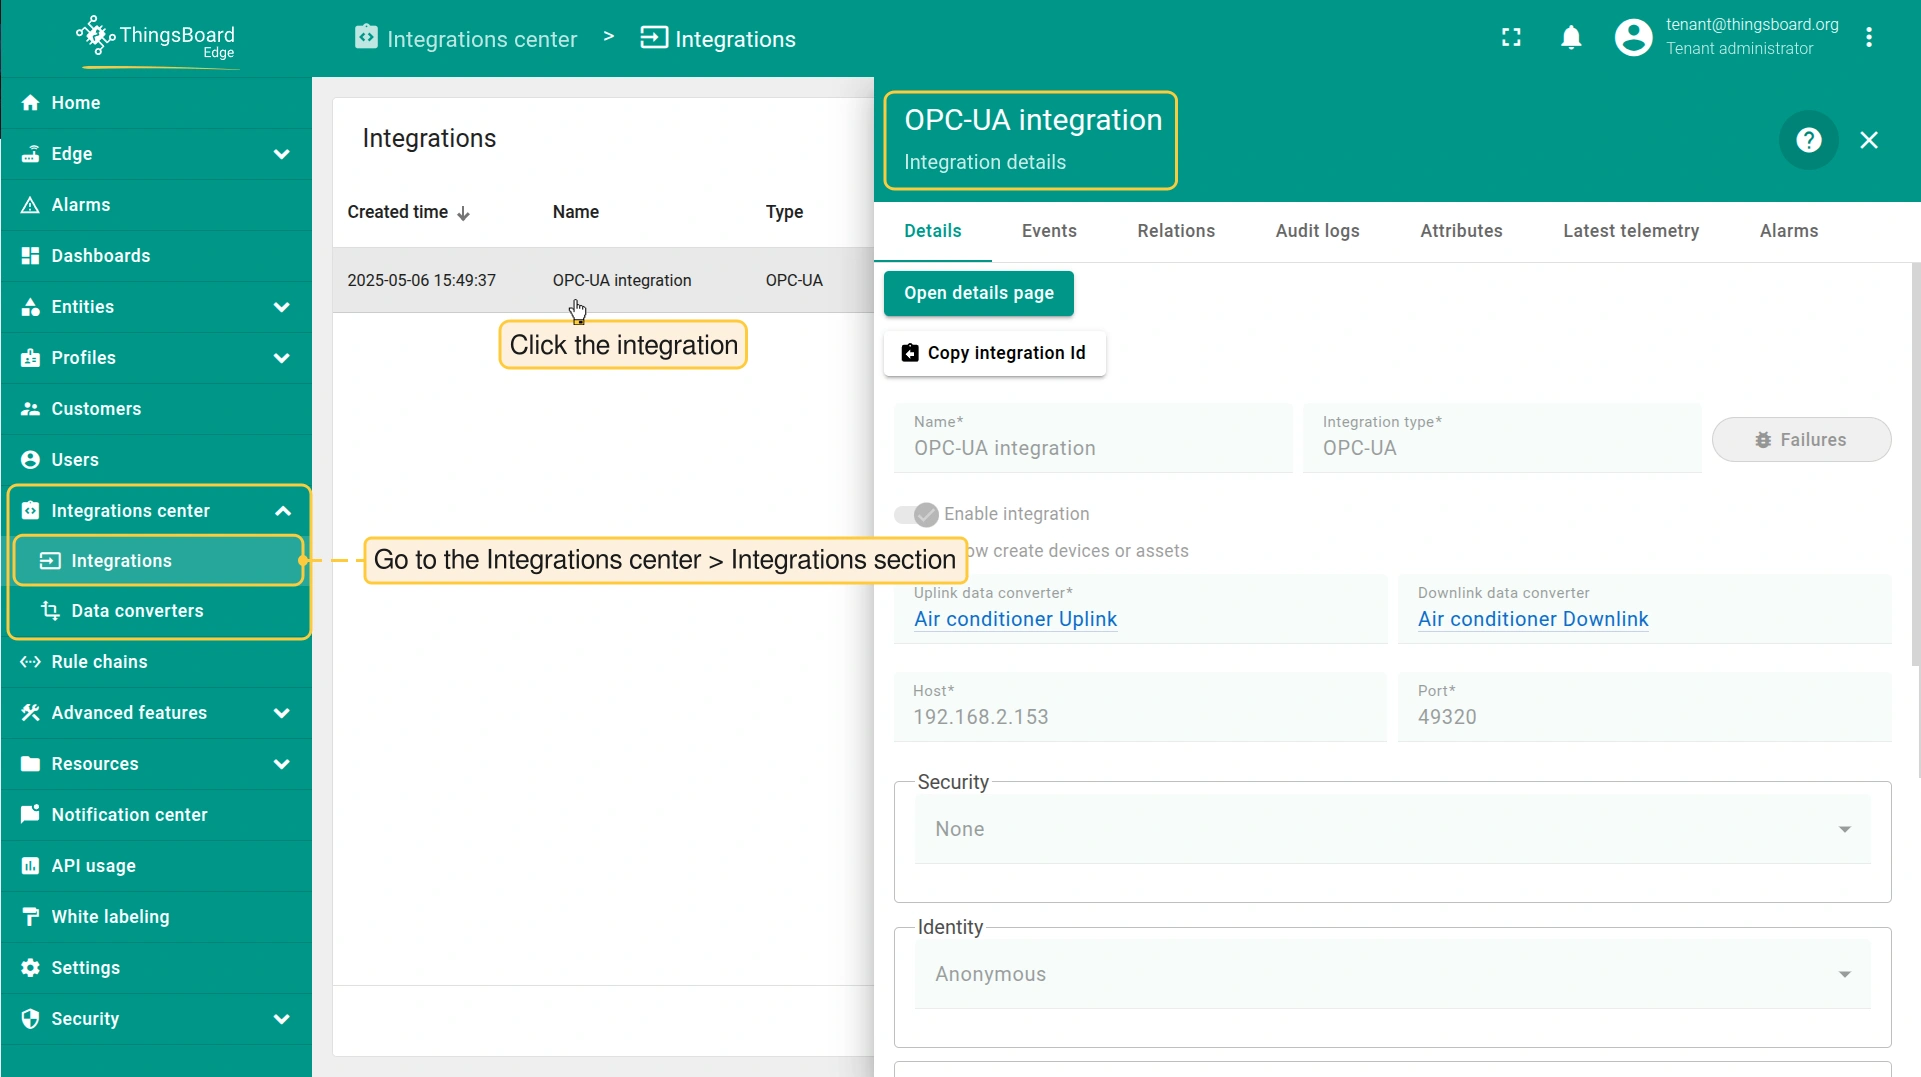 ThingsBoard
Edge
Integrations center > Integrations
tenant@thingsboard.org
Tenant administrator
Home
Edge
Alarms
Dashboards
Entities
Profiles
Customers
Users
Integrations center
Integrations
Data converters
Rule chains
Advanced features
Resources
Notification center
API usage
White labeling
Settings
Security
Integrations
Created time Name Type
2025-05-06 15:49:37 OPC-UA integration OPC-UA
Click the integration
Go to the Integrations center > Integrations section
OPC-UA integration
Integration details
Details Events Relations Audit logs Attributes Latest telemetry Alarms
Open details page
Copy integration Id
Name* Integration type*
OPC-UA integration OPC-UA
Failures
Enable integration
create devices or assets
Uplink data converter* Downlink data converter
Air conditioner Uplink Air conditioner Downlink
Host* Port*
192.168.2.153 49320
Security
None
Identity
Anonymous